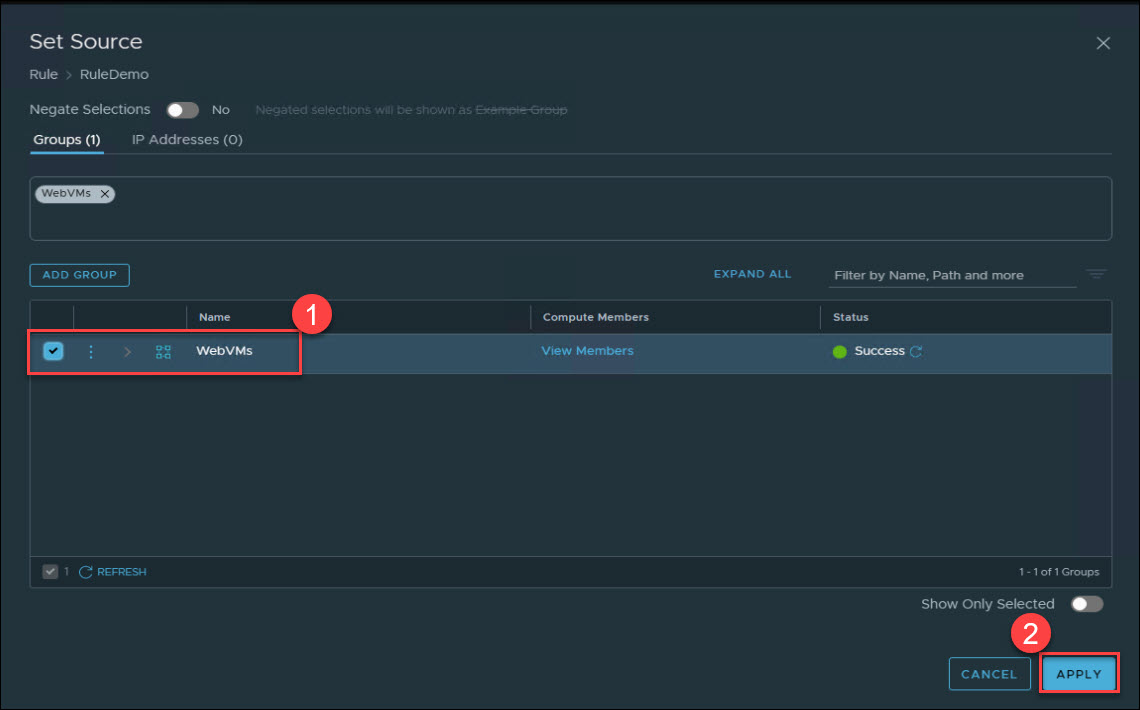 Set Source
Rule > RuleDemo
Negate Selections No Negated selections will be shown as Example Group
Groups (1) IP Addresses (0)
WebVMs ×
ADD GROUP EXPAND ALL Filter by Name, Path and more
Name Compute Members Status
1
WebVMs View Members Success
1 REFRESH 1 - 1 of 1 Groups
Show Only Selected
2
CANCEL APPLY